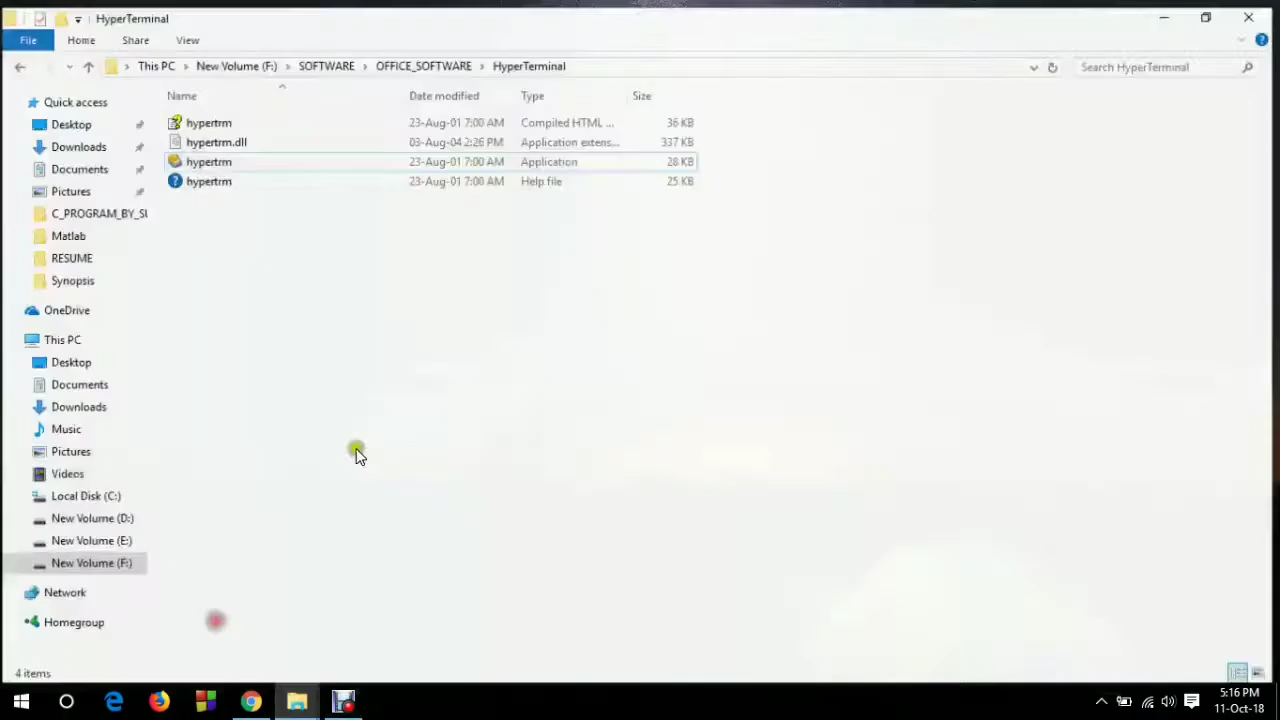 HyperTerminal
File Home Share View
This PC New Volume (F:) SOFTWARE OFFICE_SOFTWARE HyperTerminal Search HyperTerminal
Name Date modified Type Size
hypertrm 23-Aug-01 7:00 AM Compiled HTML ... 36 KB
hypertrm.dll 03-Aug-04 2:26 PM Application extens... 337 KB
hypertrm 23-Aug-01 7:00 AM Application 28 KB
hypertrm 23-Aug-01 7:00 AM Help file 25 KB
Quick access
Desktop
Downloads
Documents
Pictures
C_PROGRAM_BY_SU
Matlab
RESUME
Synopsis
OneDrive
This PC
Desktop
Documents
Downloads
Music
Pictures
Videos
Local Disk (C:)
New Volume (D:)
New Volume (E:)
New Volume (F:)
Network
Homegroup
4 items
5:16 PM
11-Oct-18